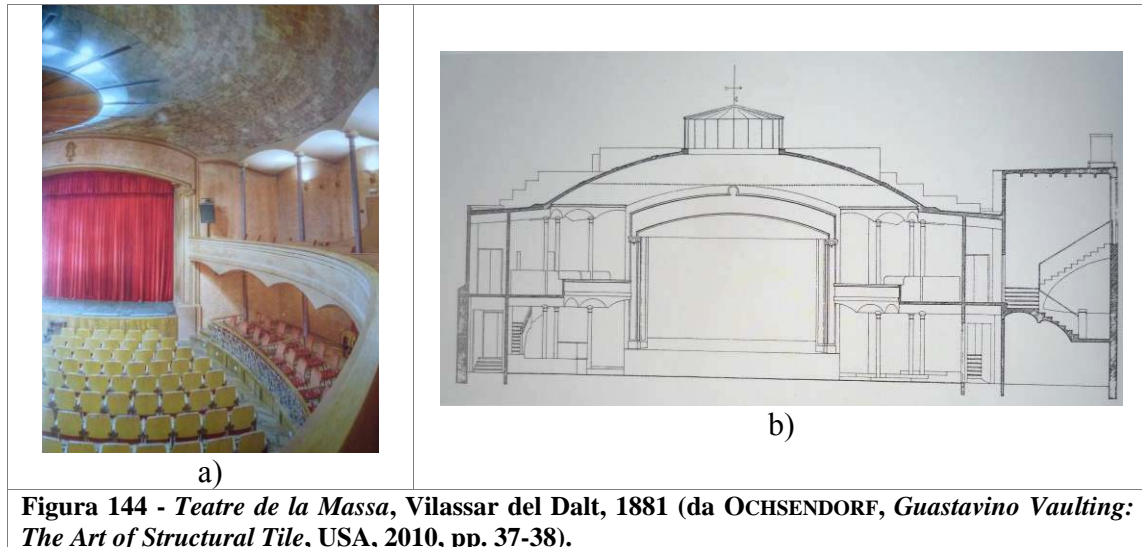 a)
b)
Figura 144 - Teatre de la Massa, Vilassar del Dalt, 1881 (da OCHSENDORF, Guastavino Vaulting:
The Art of Structural Tile, USA, 2010, pp. 37-38).